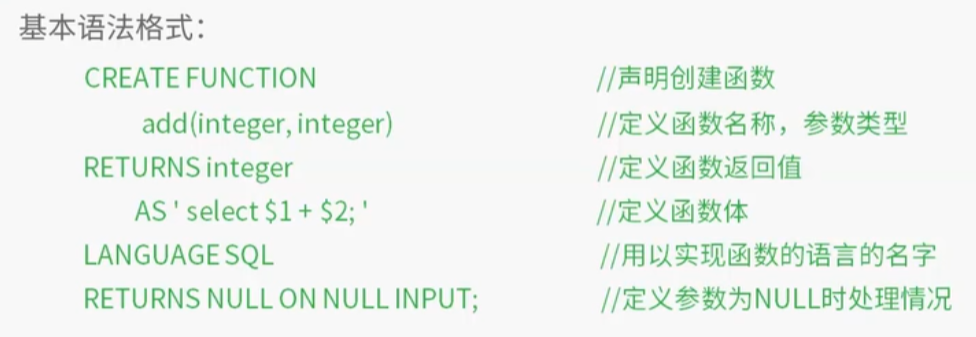 基本语法格式：
CREATE FUNCTION //声明创建函数
add(integer, integer) //定义函数名称，参数类型
RETURNS integer //定义函数返回值
AS ' select $1 + $2; ' //定义函数体
LANGUAGE SQL //用以实现函数的语言的名字
RETURNS NULL ON NULL INPUT; //定义参数为NULL时处理情况